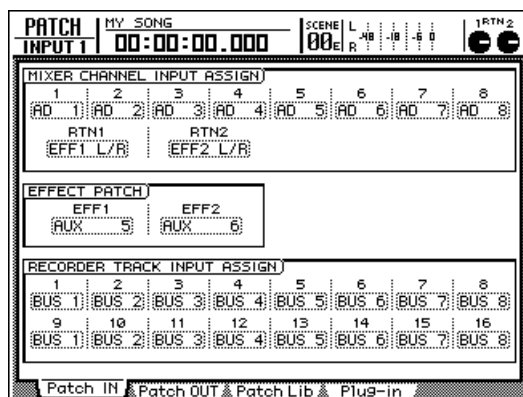 PATCH MY SONG SCENE L -48 -18 -6 0 1RTN2
INPUT 1 00:00:00.000 00E R
MIXER CHANNEL INPUT ASSIGN
1 2 3 4 5 6 7 8
AD 1 AD 2 AD 3 AD 4 AD 5 AD 6 AD 7 AD 8
RTN1 RTN2
EFF1 L/R EFF2 L/R
EFFECT PATCH
EFF1 EFF2
AUX 5 AUX 6
RECORDER TRACK INPUT ASSIGN
1 2 3 4 5 6 7 8
BUS 1 BUS 2 BUS 3 BUS 4 BUS 5 BUS 6 BUS 7 BUS 8
9 10 11 12 13 14 15 16
BUS 1 BUS 2 BUS 3 BUS 4 BUS 5 BUS 6 BUS 7 BUS 8
Patch IN Patch OUT Patch Lib Plug-in